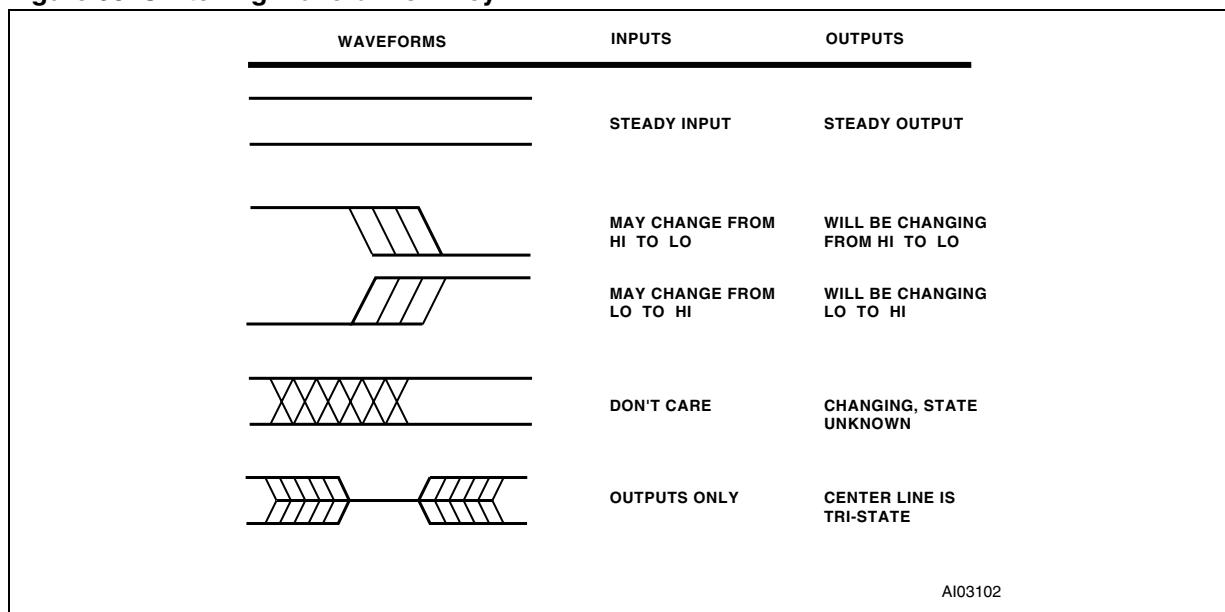 WAVEFORMS INPUTS OUTPUTS
STEADY INPUT STEADY OUTPUT
MAY CHANGE FROM WILL BE CHANGING
HI TO LO FROM HI TO LO
MAY CHANGE FROM WILL BE CHANGING
LO TO HI LO TO HI
DON'T CARE CHANGING, STATE
UNKNOWN
OUTPUTS ONLY CENTER LINE IS
TRI-STATE
AI03102